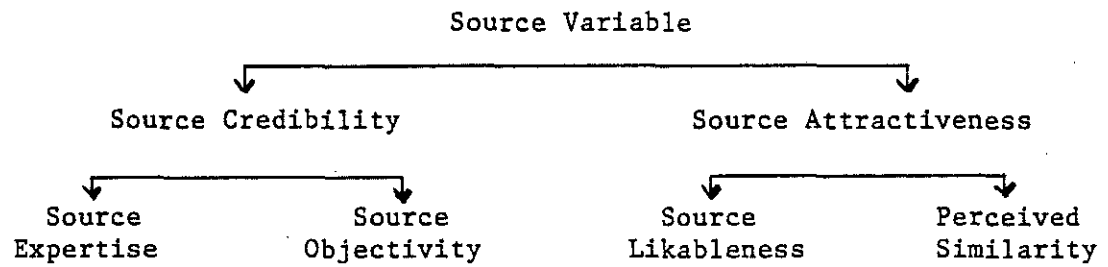 Source Variable
Source Credibility
Source Attractiveness
Source
Expertise
Source
Objectivity
Source
Likableness
Perceived
Similarity